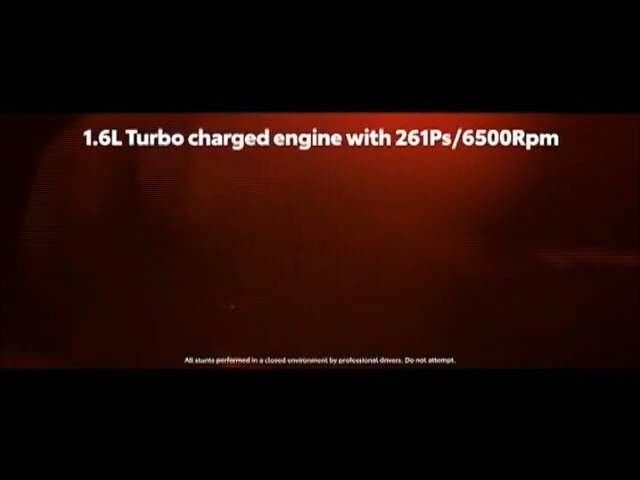 1.6L Turbo charged engine with 261Ps/6500Rpm
All stunts performed in a closed environment by professional drivers. Do not attempt.